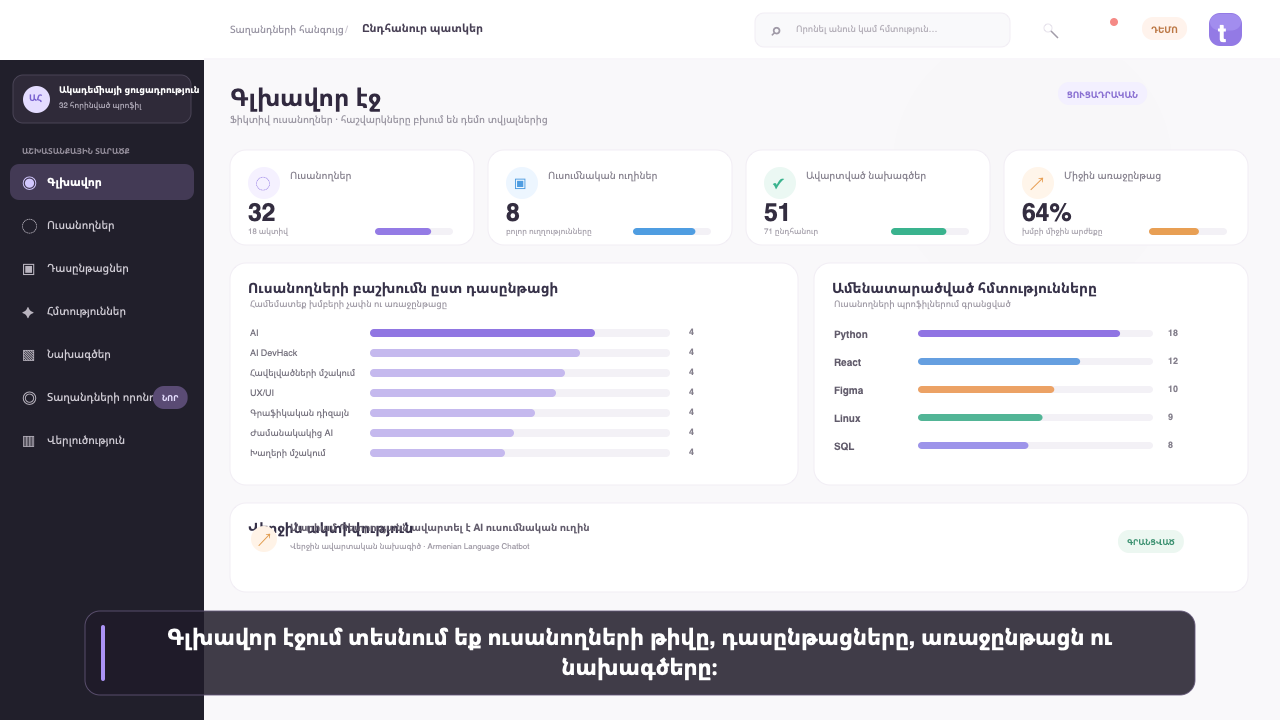 Տաղանդների հանգույց/ Ընդհանուր պատկեր
Որոնել անուն կամ հմտություն...
ԴԵՄՈ
t
ԱՀ
Ակադեմիայի ցուցադրություն
32 հորինված պրոֆիլ
ԱՇԽԱՏԱՆՔԱՅԻՆ ՏԱՐԱԾՔ
Գլխավոր
Ուսանողներ
Դասընթացներ
Հմտություններ
Նախագծեր
Տաղանդների որոնո
ՆՈՐ
Վերլուծություն
Գլխավոր էջ
Ֆիկտիվ ուսանողներ · հաշվարկները բխում են դեմո տվյալներից
ՑՈՒՑԱԴՐԱԿԱՆ
Ուսանողներ
32
18 ակտիվ
Ուսումնական ուղիներ
8
բոլոր ուղղությունները
Ավարտված նախագծեր
51
71 ընդհանուր
Միջին առաջընթաց
64%
խմբի միջին արժեքը
Ուսանողների բաշխումն ըստ դասընթացի
Համեմատեք խմբերի չափն ու առաջընթացը
AI 4
AI DevHack 4
Հավելվածների մշակում 4
UX/UI 4
Գրաֆիկական դիզայն 4
Ժամանակակից AI 4
Խաղերի մշակում 4
Ամենատարածված հմտությունները
Ուսանողների պրոֆիլներում գրանցված
Python 18
React 12
Figma 10
Linux 9
SQL 8
Վերջին ակտիվություն
ավարտել է AI ուսումնական ուղին
Վերջին ավարտական նախագիծ · Armenian Language Chatbot
ԳՐԱՆՑՎԱԾ
Գլխավոր էջում տեսնում եք ուսանողների թիվը, դասընթացները, առաջընթացն ու
նախագծերը։